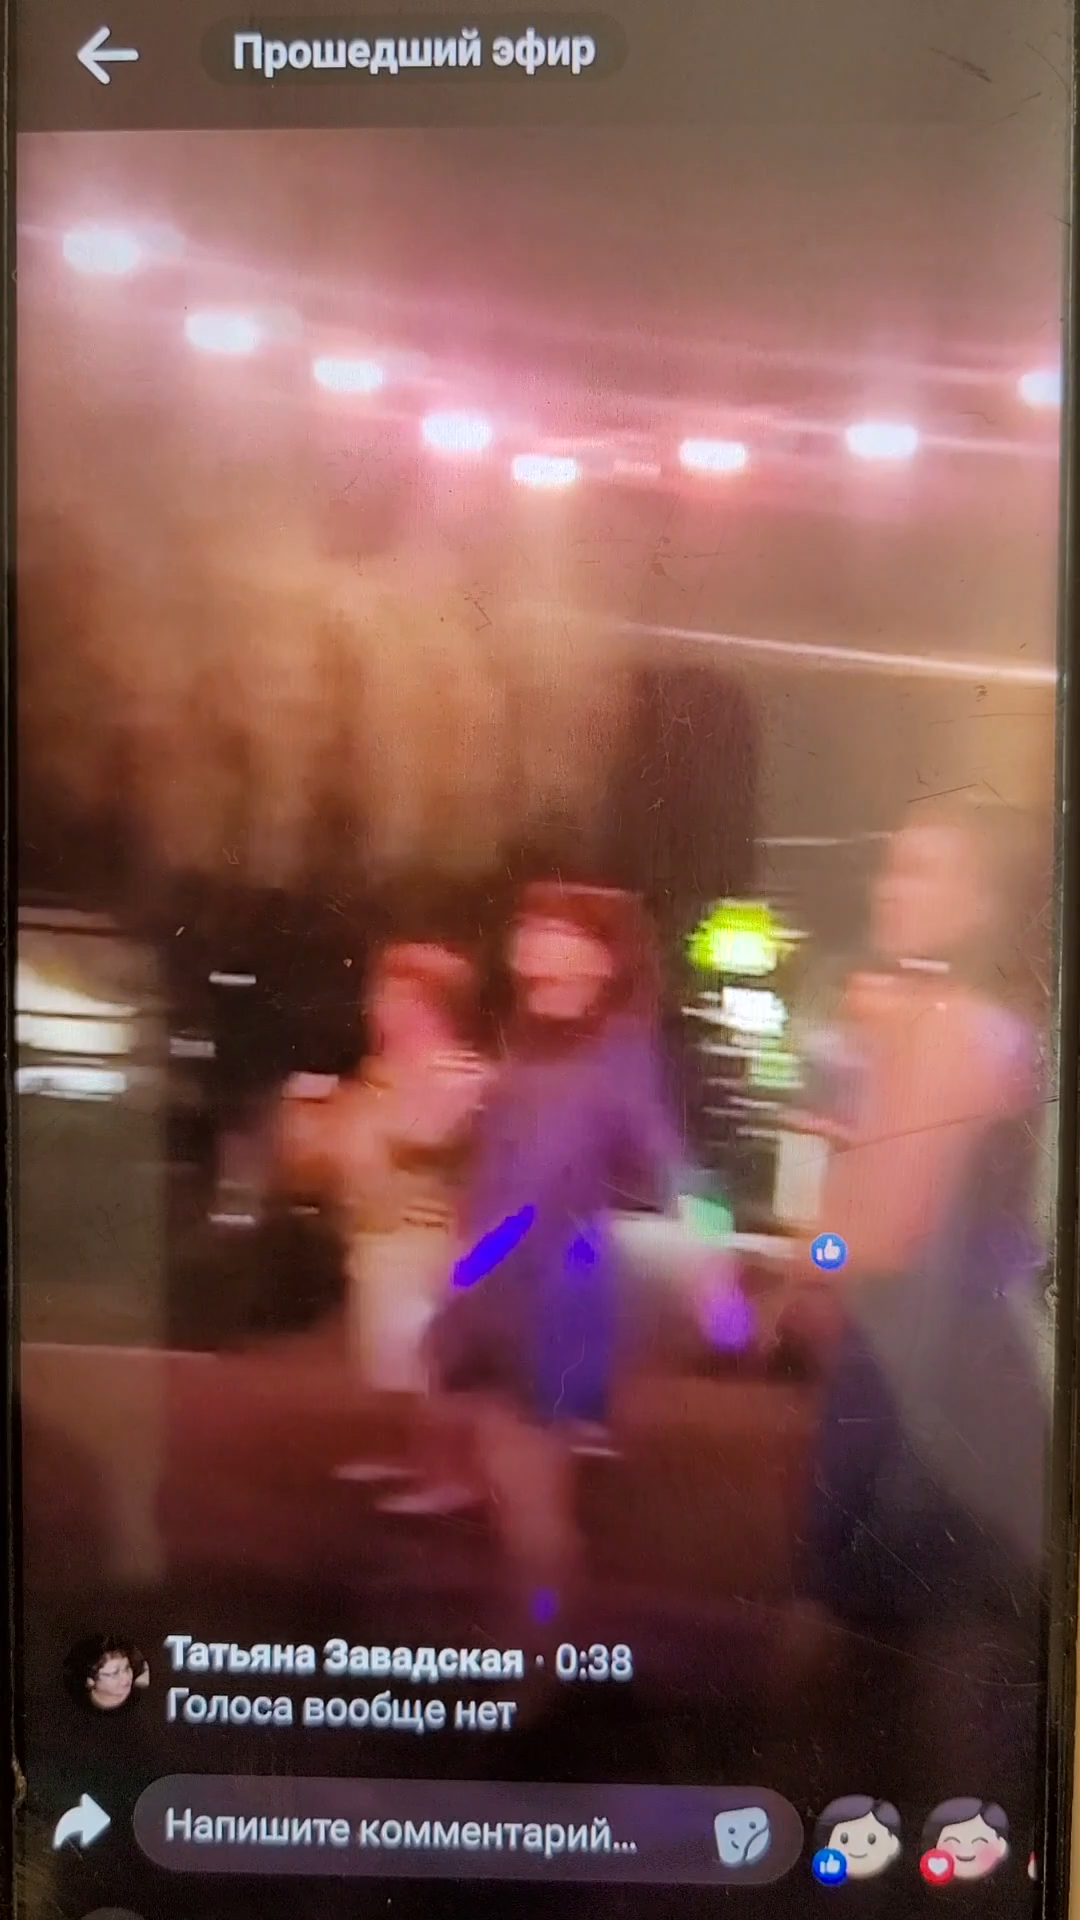 Прошедший эфир
Татьяна Завадская · 0:38
Голоса вообще нет
Напишите комментарий...